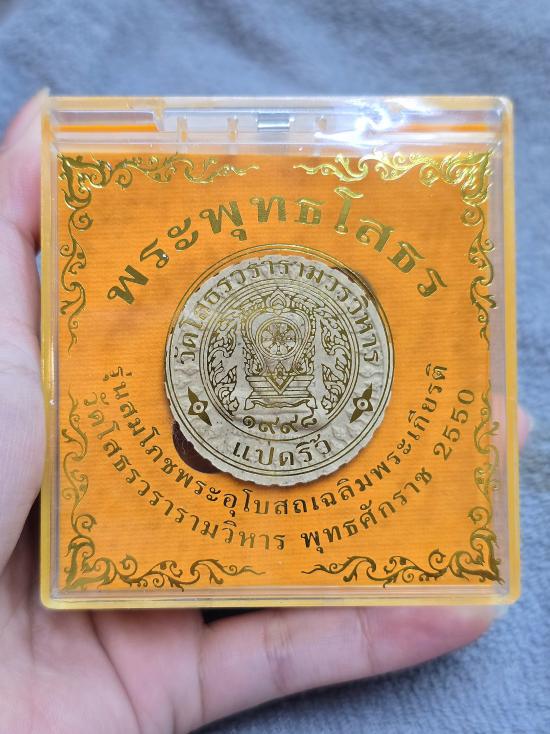 พระพุทธโสธร
วัดโสธรวรารามวรวิหาร
๑๙๙๘
แปดริ้ว
รุ่นสมโภชพระอุโบสถเฉลิมพระเกียรติ
วัดโสธรวรารามวิหาร พุทธศักราช 2550